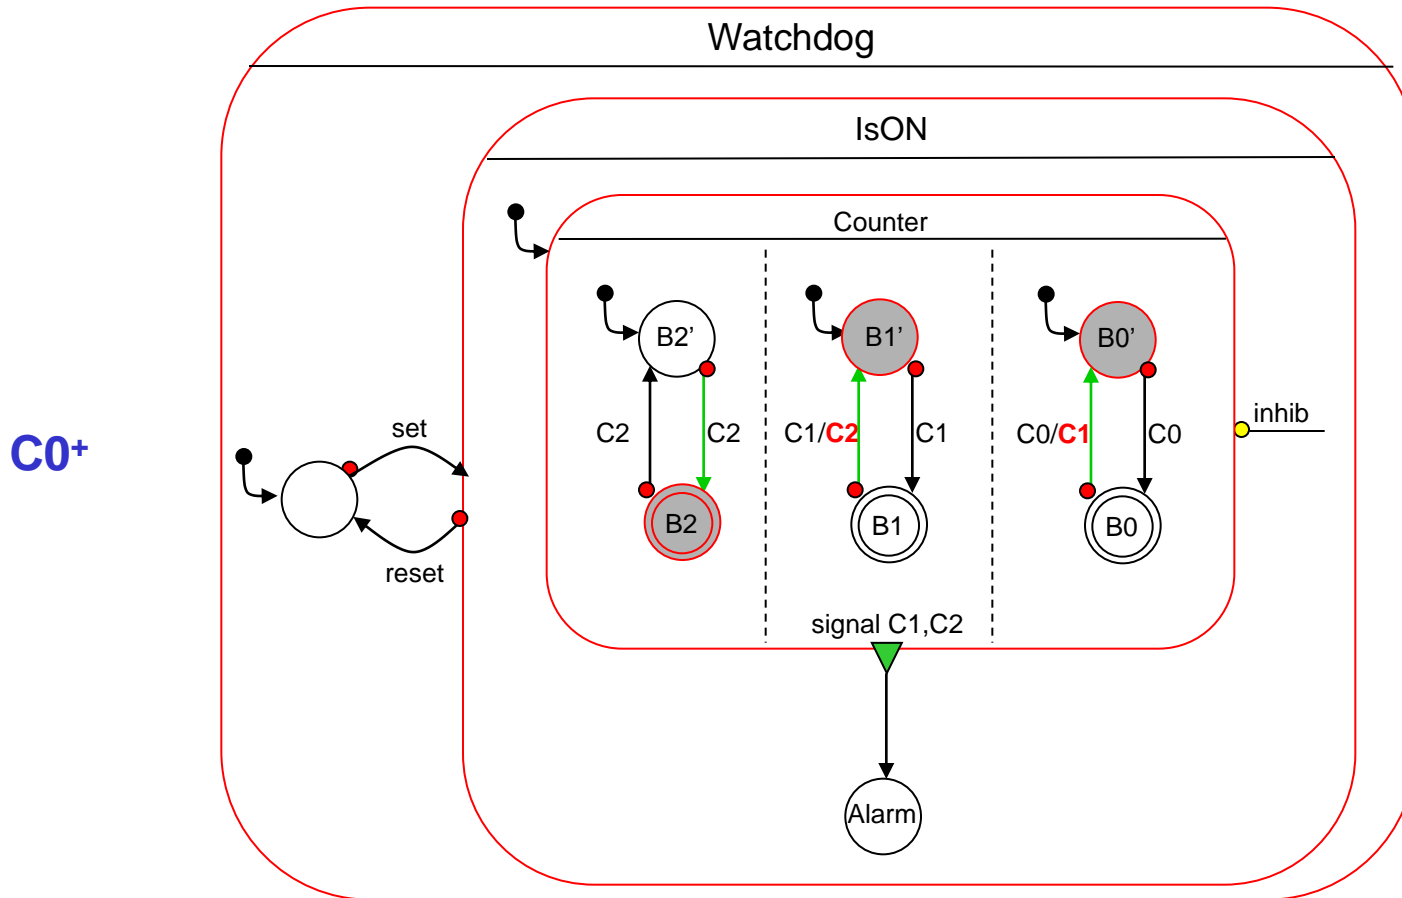 Watchdog
IsON
Counter
B2’ B1’ B0’
C2 C2 C1/C2 C1 C0/C1 C0
inhib
C0+
set
B2 B1 B0
reset
signal C1,C2
Alarm